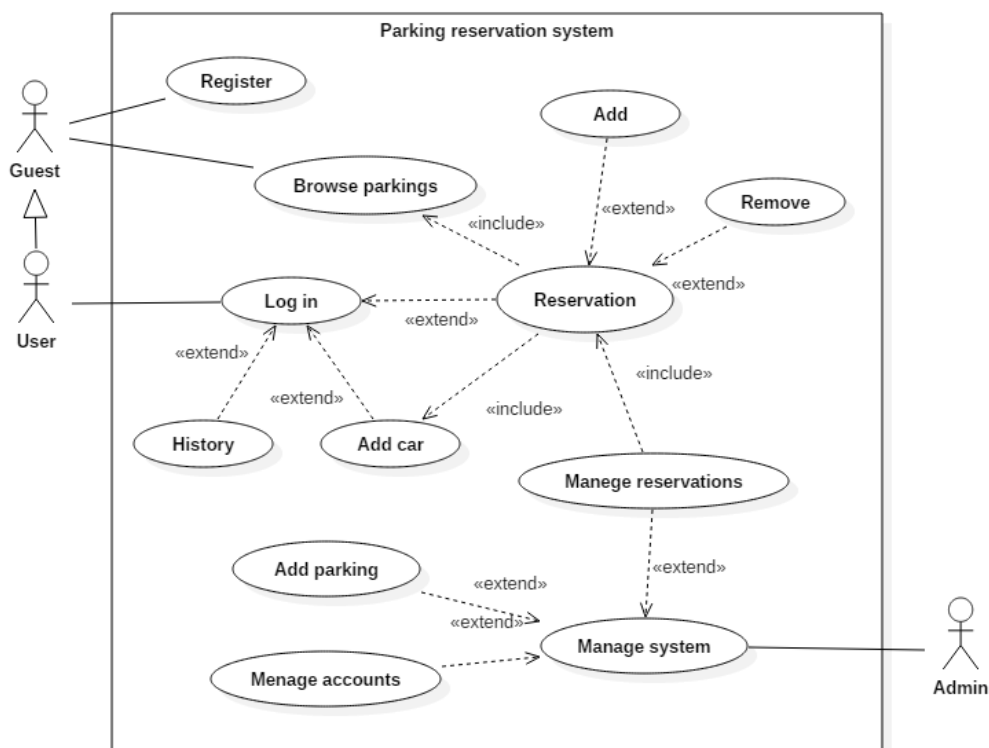 Parking reservation system
Register
Add
Guest
Browse parkings
Remove
«include»
«extend»
«extend»
Log in
Reservation
«extend»
User
«extend»
«include»
«extend»
«include»
History
Add car
Manege reservations
Add parking
«extend»
«extend»
«extend»
Manage system
Menage accounts
Admin